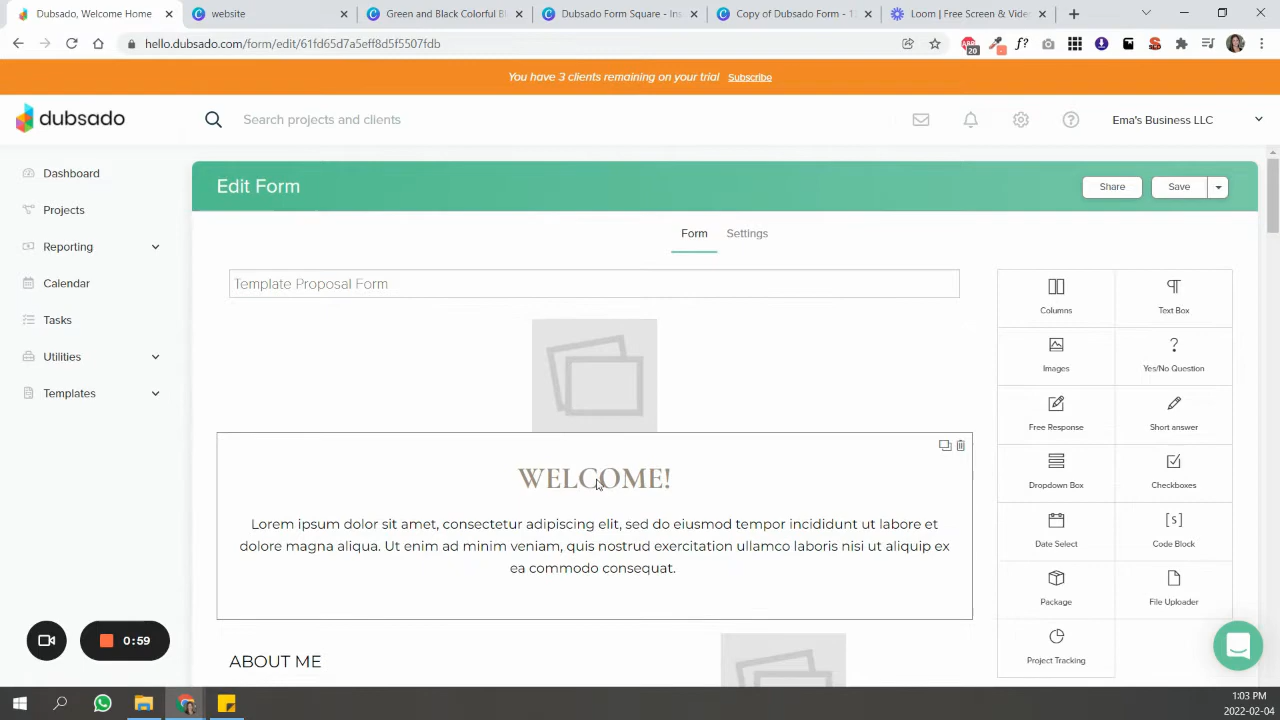 Dubsado, Welcome Home
website
Green and Black Colorful Bl
Dubsado Form Square - Ins
Copy of Dubsado Form - 12
Loom | Free Screen & Video
hello.dubsado.com/form/edit/61fd65d7a5eff8d5f5507fdb
20
f?
You have 3 clients remaining on your trial Subscribe
dubsado
Search projects and clients
Ema's Business LLC
Dashboard
Projects
Reporting
Calendar
Tasks
Utilities
Templates
Edit Form
Share
Save
Form
Settings
Template Proposal Form
WELCOME!
Lorem ipsum dolor sit amet, consectetur adipiscing elit, sed do eiusmod tempor incididunt ut labore et
dolore magna aliqua. Ut enim ad minim veniam, quis nostrud exercitation ullamco laboris nisi ut aliquip ex
ea commodo consequat.
ABOUT ME
Columns
Text Box
Images
Yes/No Question
Free Response
Short answer
Dropdown Box
Checkboxes
Date Select
[s]
Code Block
Package
File Uploader
Project Tracking
0:59
1:03 PM
2022-02-04